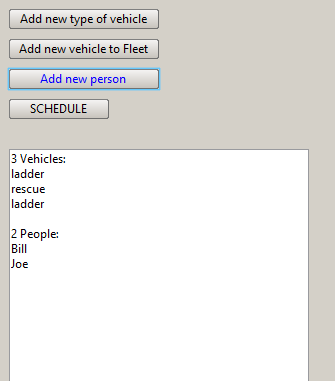 Add new type of vehicle
Add new vehicle to Fleet
Add new person
SCHEDULE
3 Vehicles:
ladder
rescue
ladder
2 People:
Bill
Joe